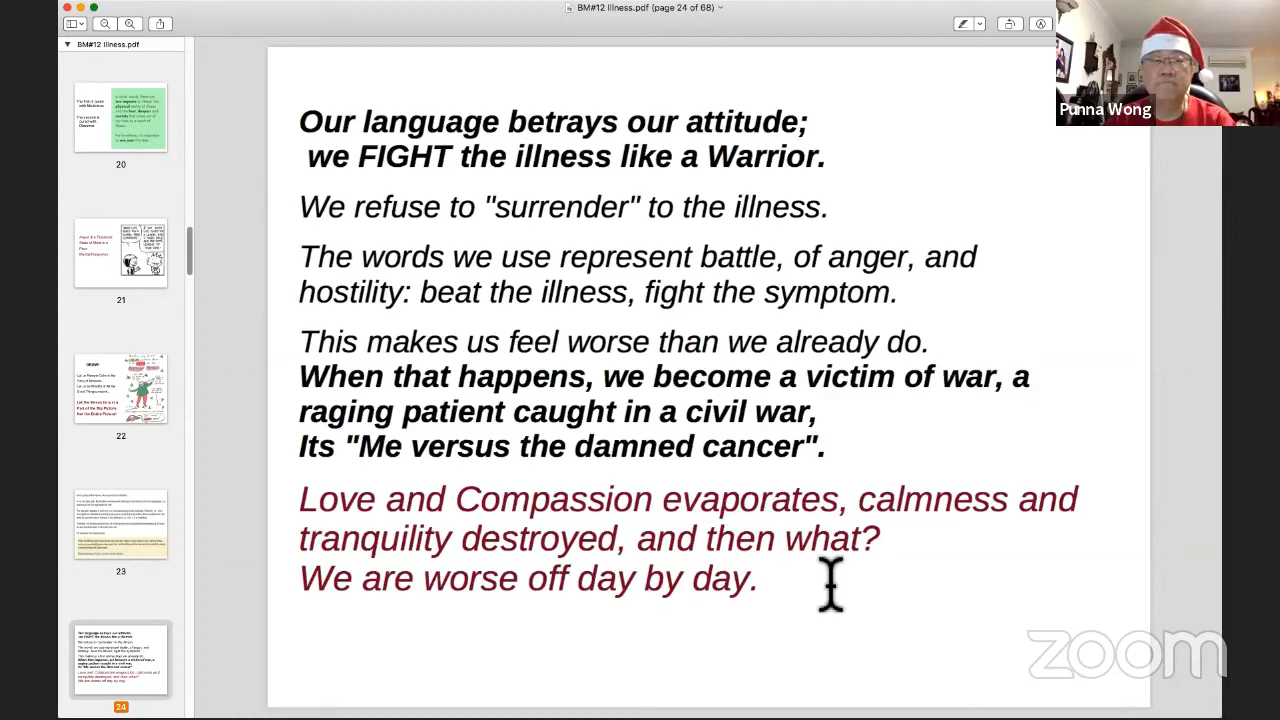 BM#12 Illness.pdf (page 24 of 68)
BM#12 Illness.pdf
Punna Wong
20
21
22
23
24
Our language betrays our attitude;
we FIGHT the illness like a Warrior.
We refuse to "surrender" to the illness.
The words we use represent battle, of anger, and
hostility: beat the illness, fight the symptom.
This makes us feel worse than we already do.
When that happens, we become a victim of war, a
raging patient caught in a civil war,
Its "Me versus the damned cancer".
Love and Compassion evaporates, calmness and
tranquility destroyed, and then what?
We are worse off day by day.
zoom